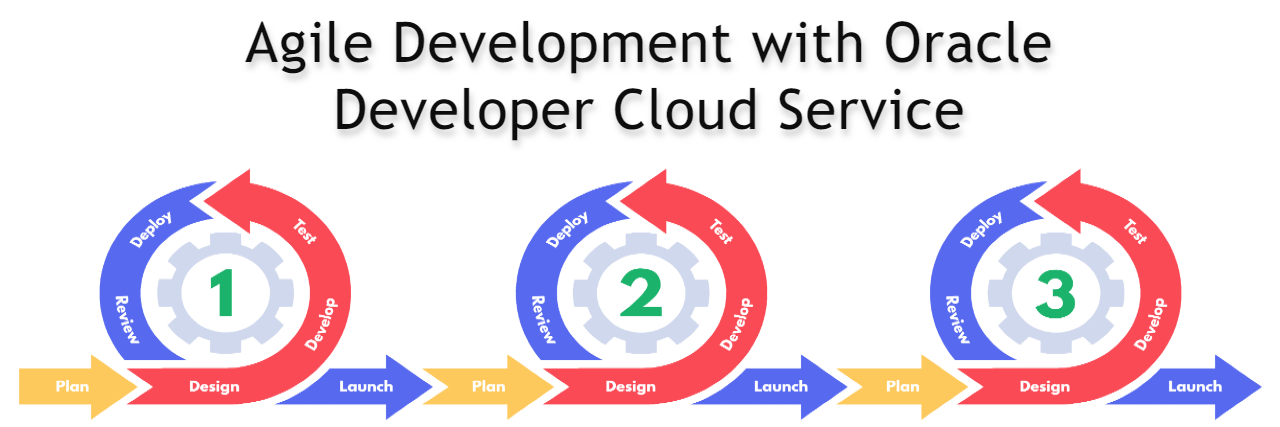 Agile Development with Oracle
Developer Cloud Service
Plan
Design
Develop
Test
Deploy
Review
1
Launch
Plan
Design
Develop
Test
Deploy
Review
2
Launch
Plan
Design
Develop
Test
Deploy
Review
3
Launch